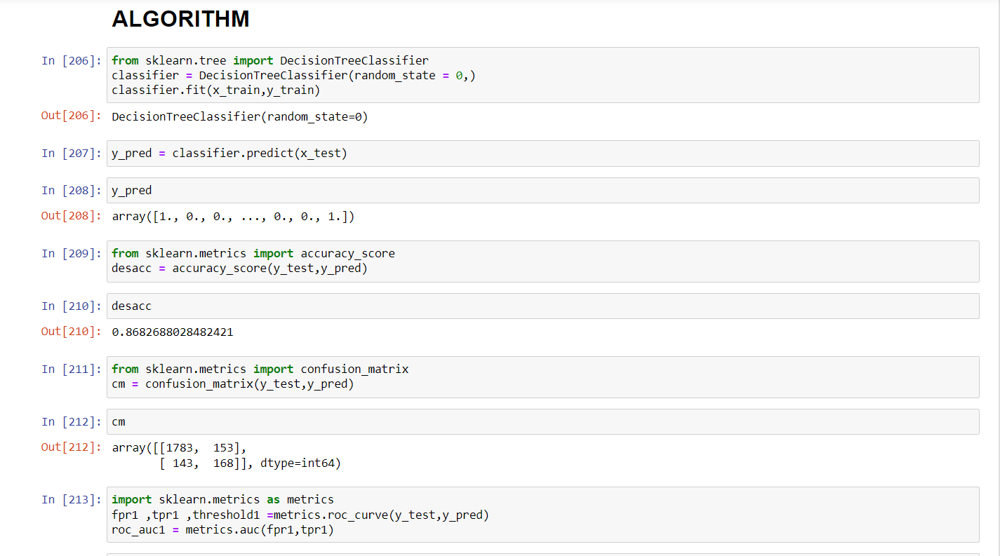 ALGORITHM
In [206]: from sklearn.tree import DecisionTreeClassifier
classifier = DecisionTreeClassifier(random_state = 0,)
classifier.fit(x_train,y_train)
Out[206]: DecisionTreeClassifier(random_state=0)
In [207]: y_pred = classifier.predict(x_test)
In [208]: y_pred
Out[208]: array([1., 0., 0., ..., 0., 0., 1.])
In [209]: from sklearn.metrics import accuracy_score
desacc = accuracy_score(y_test,y_pred)
In [210]: desacc
Out[210]: 0.8682688028482421
In [211]: from sklearn.metrics import confusion_matrix
cm = confusion_matrix(y_test,y_pred)
In [212]: cm
Out[212]: array([[1783,  153],
[ 143,  168]], dtype=int64)
In [213]: import sklearn.metrics as metrics
fpr1 ,tpr1 ,threshold1 =metrics.roc_curve(y_test,y_pred)
roc_auc1 = metrics.auc(fpr1,tpr1)